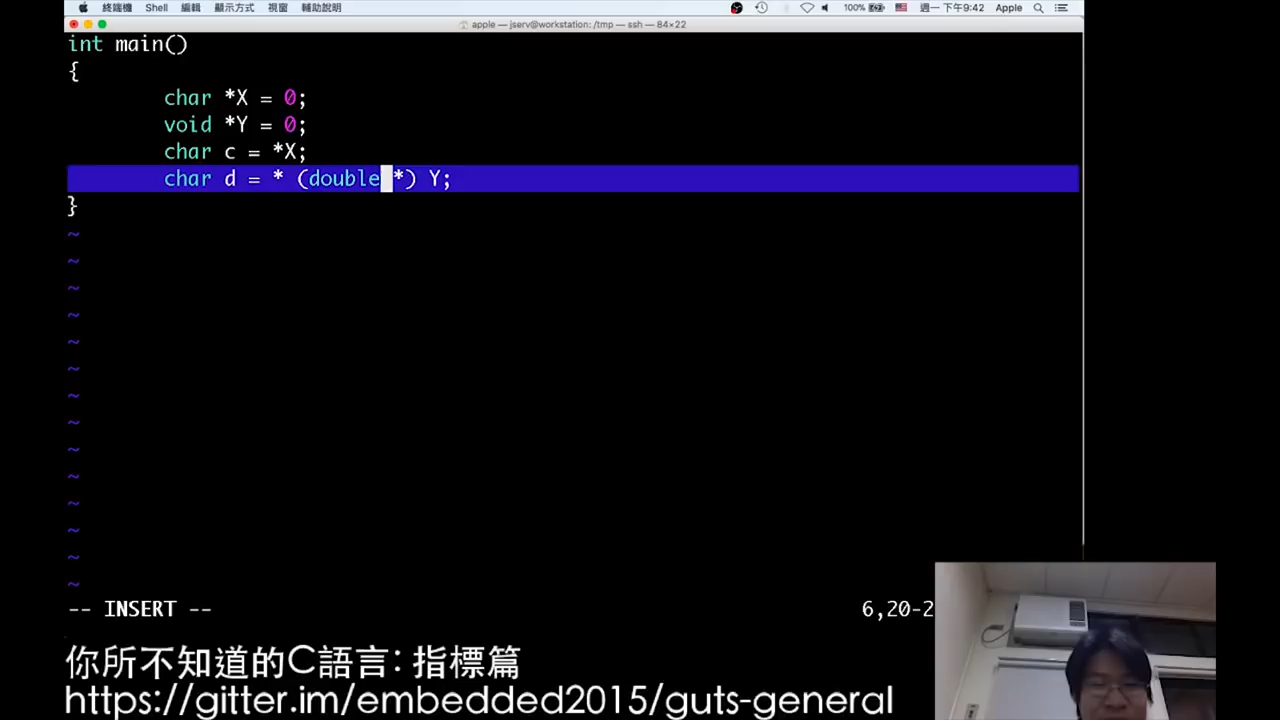 終端機 Shell 編輯 顯示方式 視窗 輔助說明 100% 週一 下午9:42 Apple
apple — jserv@workstation: /tmp — ssh — 84×22
int main()
{
char *X = 0;
void *Y = 0;
char c = *X;
char d = * (double *) Y;
}
~
~
~
~
~
~
~
~
~
~
~
~
~
~
-- INSERT -- 6,20-2
你所不知道的C語言: 指標篇
https://gitter.im/embedded2015/guts-general